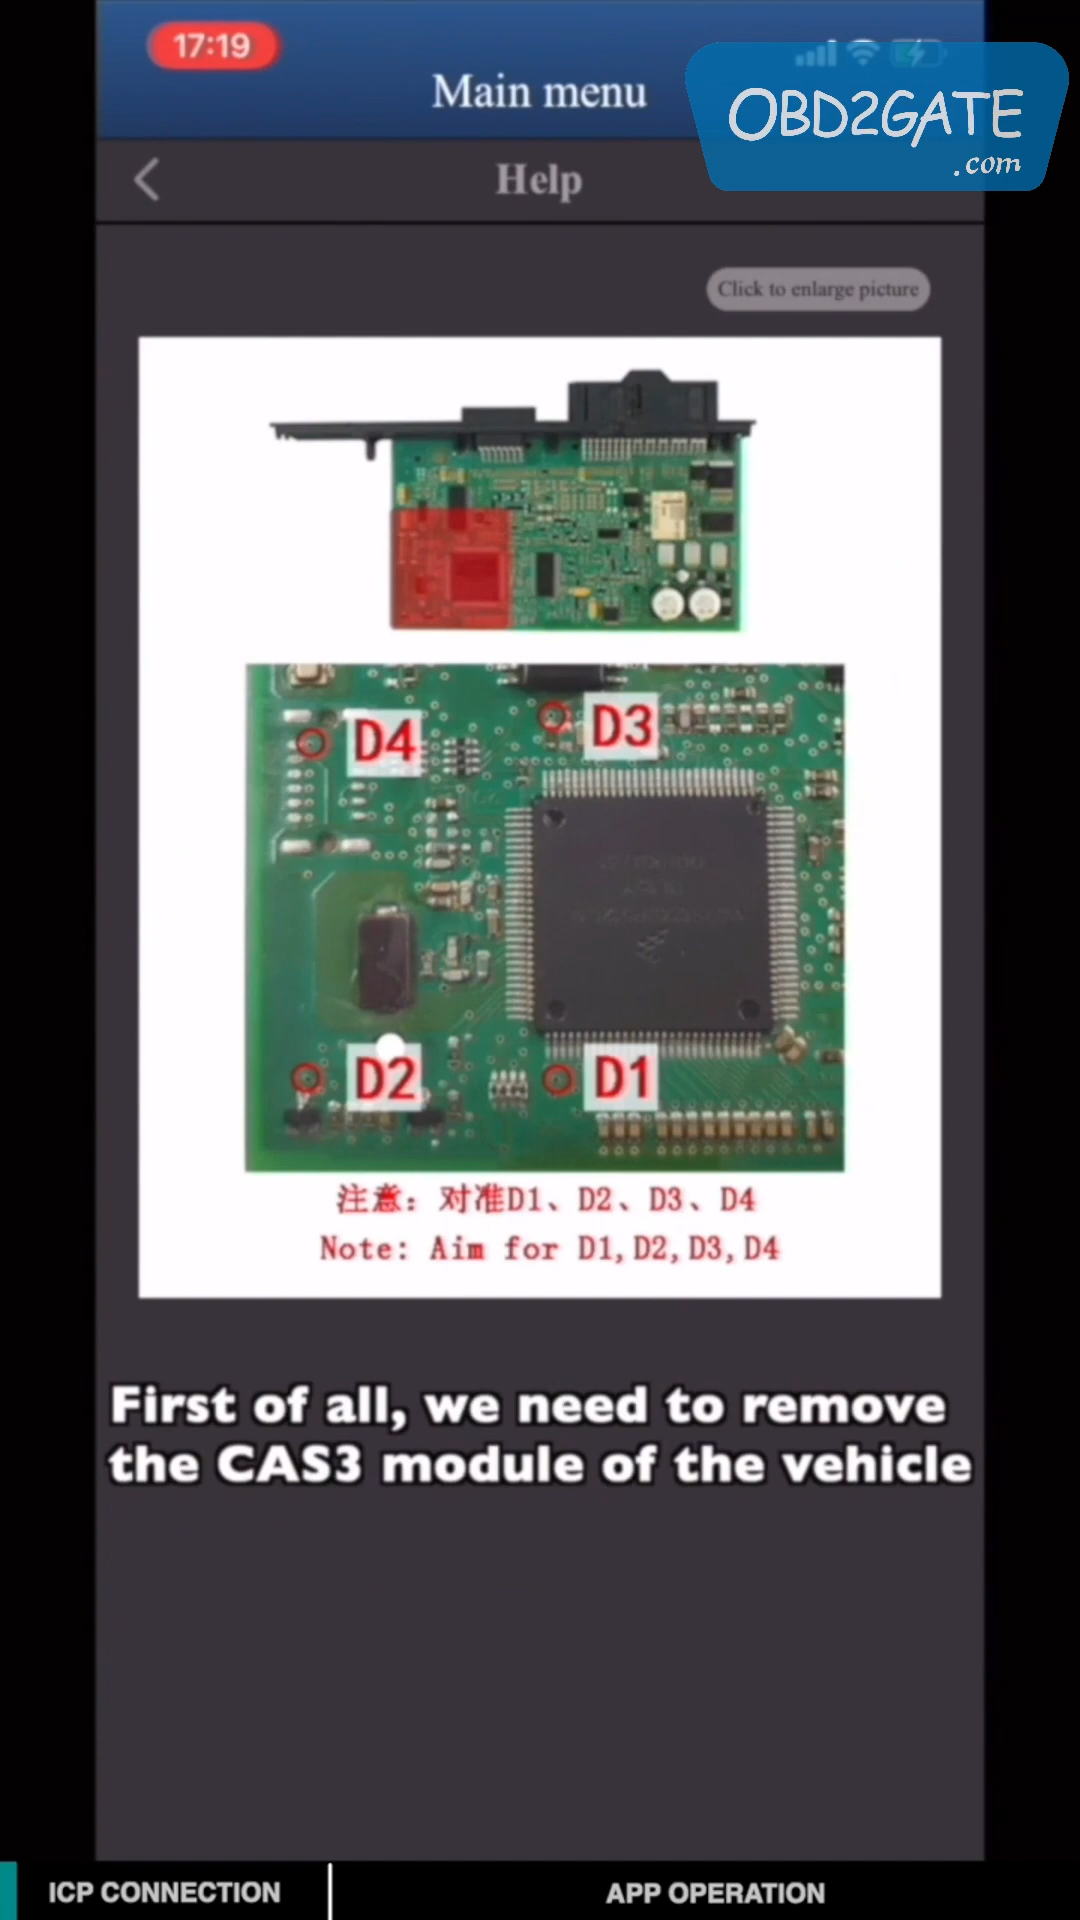 17:19
Main menu
OBD2GATE
.com
Help
Click to enlarge picture
D4
D3
D2
D1
注意：对准D1、D2、D3、D4
Note: Aim for D1,D2,D3,D4
First of all, we need to remove
the CAS3 module of the vehicle
ICP CONNECTION
APP OPERATION